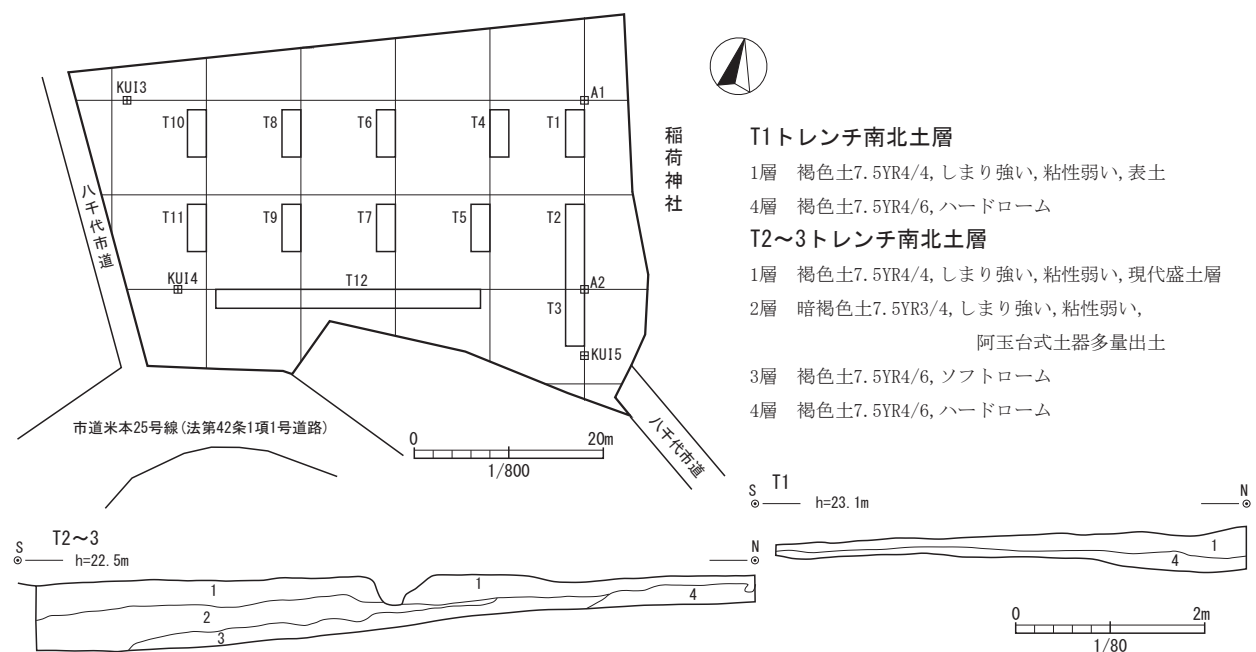 KUI3
A1
T10
T8
T6
T4
T1
稲荷神社
八千代市道
T11
T9
T7
T5
T2
KUI4
T12
A2
T3
KUI5
市道米本25号線(法第42条1項1号道路)
八千代市道
0 20m
1/800
T1トレンチ南北土層
1層 褐色土7.5YR4/4,しまり強い,粘性弱い,表土
4層 褐色土7.5YR4/6,ハードローム
T2～3トレンチ南北土層
1層 褐色土7.5YR4/4,しまり強い,粘性弱い,現代盛土層
2層 暗褐色土7.5YR3/4,しまり強い,粘性弱い,
阿玉台式土器多量出土
3層 褐色土7.5YR4/6,ソフトローム
4層 褐色土7.5YR4/6,ハードローム
T1
S N
h=23.1m
1
4
T2～3
S N
h=22.5m
1 1
2 4
3
0 2m
1/80